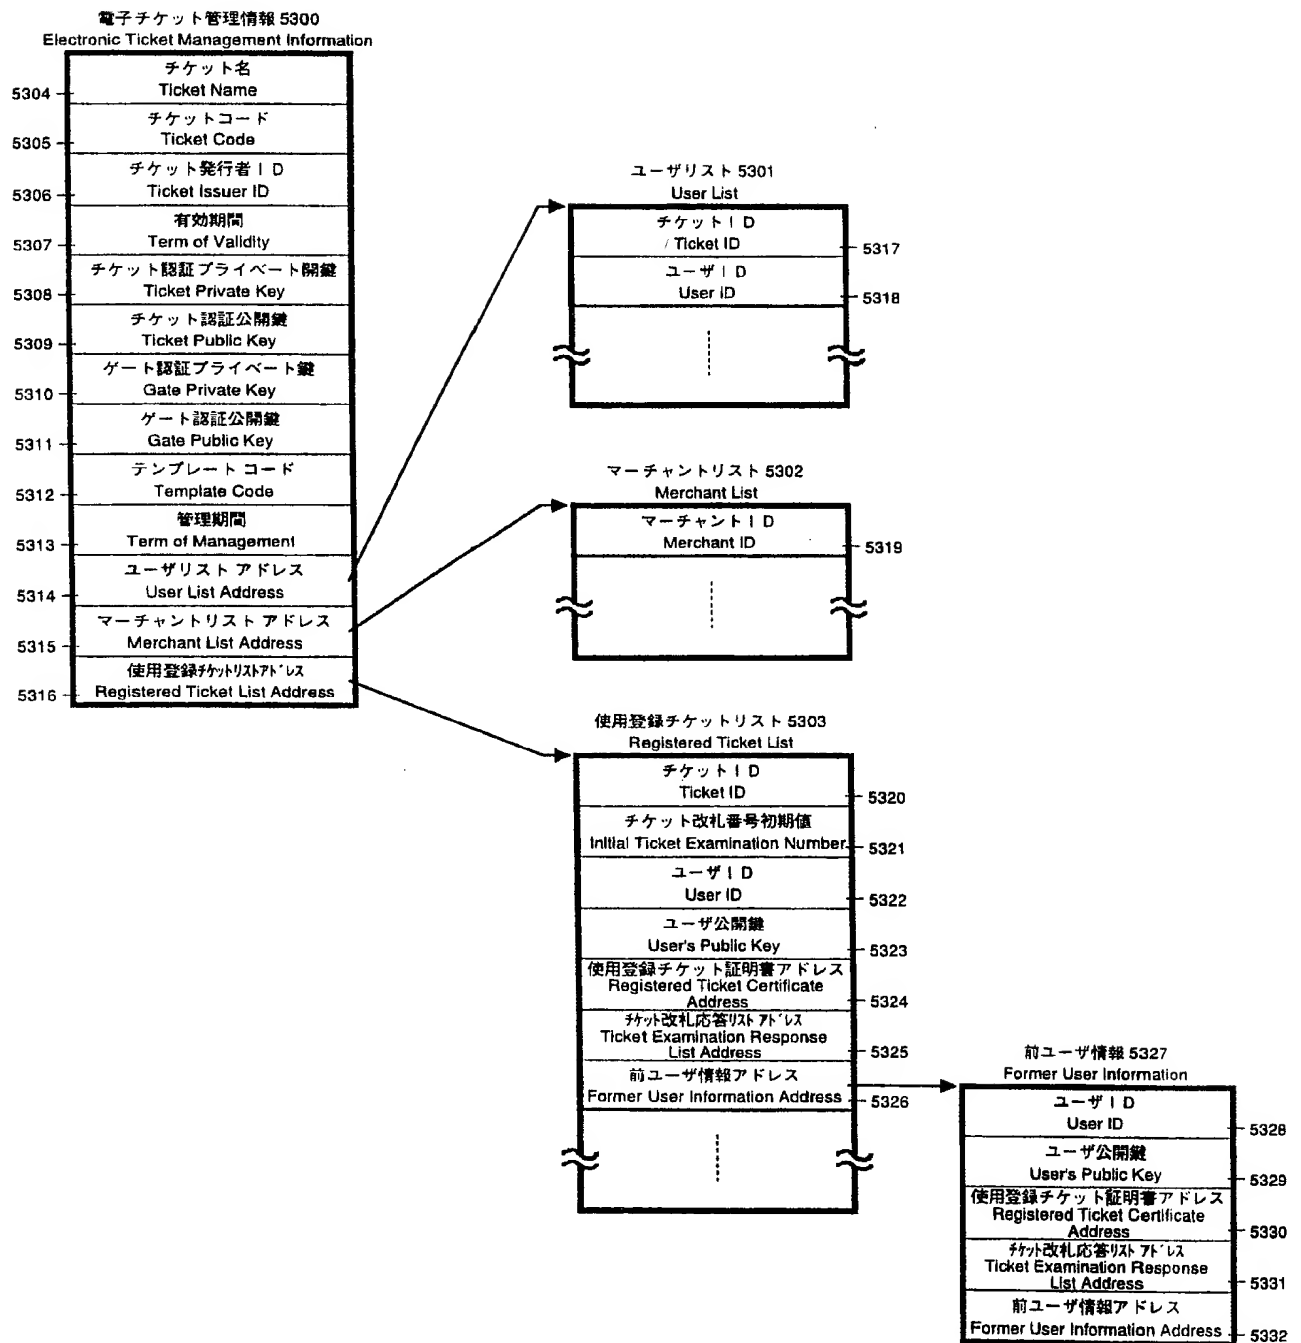 電子チケット管理情報 5300
Electronic Ticket Management Information
チケット名
Ticket Name
5304
チケットコード
Ticket Code
5305
チケット発行者ID
Ticket Issuer ID
5306
有効期間
Term of Validity
5307
チケット認証プライベート開鍵
Ticket Private Key
5308
チケット認証公開鍵
Ticket Public Key
5309
ゲート認証プライベート鍵
Gate Private Key
5310
ゲート認証公開鍵
Gate Public Key
5311
テンプレート コード
Template Code
5312
管理期間
Term of Management
5313
ユーザリスト アドレス
User List Address
5314
マーチャントリスト アドレス
Merchant List Address
5315
使用登録チケットリストアドレス
Registered Ticket List Address
5316
ユーザリスト 5301
User List
チケットID
Ticket ID
5317
ユーザID
User ID
5318
マーチャントリスト 5302
Merchant List
マーチャントID
Merchant ID
5319
使用登録チケットリスト 5303
Registered Ticket List
チケットID
Ticket ID
5320
チケット改札番号初期値
Initial Ticket Examination Number
5321
ユーザID
User ID
5322
ユーザ公開鍵
User's Public Key
5323
使用登録チケット証明書アドレス
Registered Ticket Certificate
Address
5324
チケット改札応答リスト アドレス
Ticket Examination Response
List Address
5325
前ユーザ情報アドレス
Former User Information Address
5326
前ユーザ情報 5327
Former User Information
ユーザID
User ID
5328
ユーザ公開鍵
User's Public Key
5329
使用登録チケット証明書アドレス
Registered Ticket Certificate
Address
5330
チケット改札応答リスト アドレス
Ticket Examination Response
List Address
5331
前ユーザ情報アドレス
Former User Information Address
5332